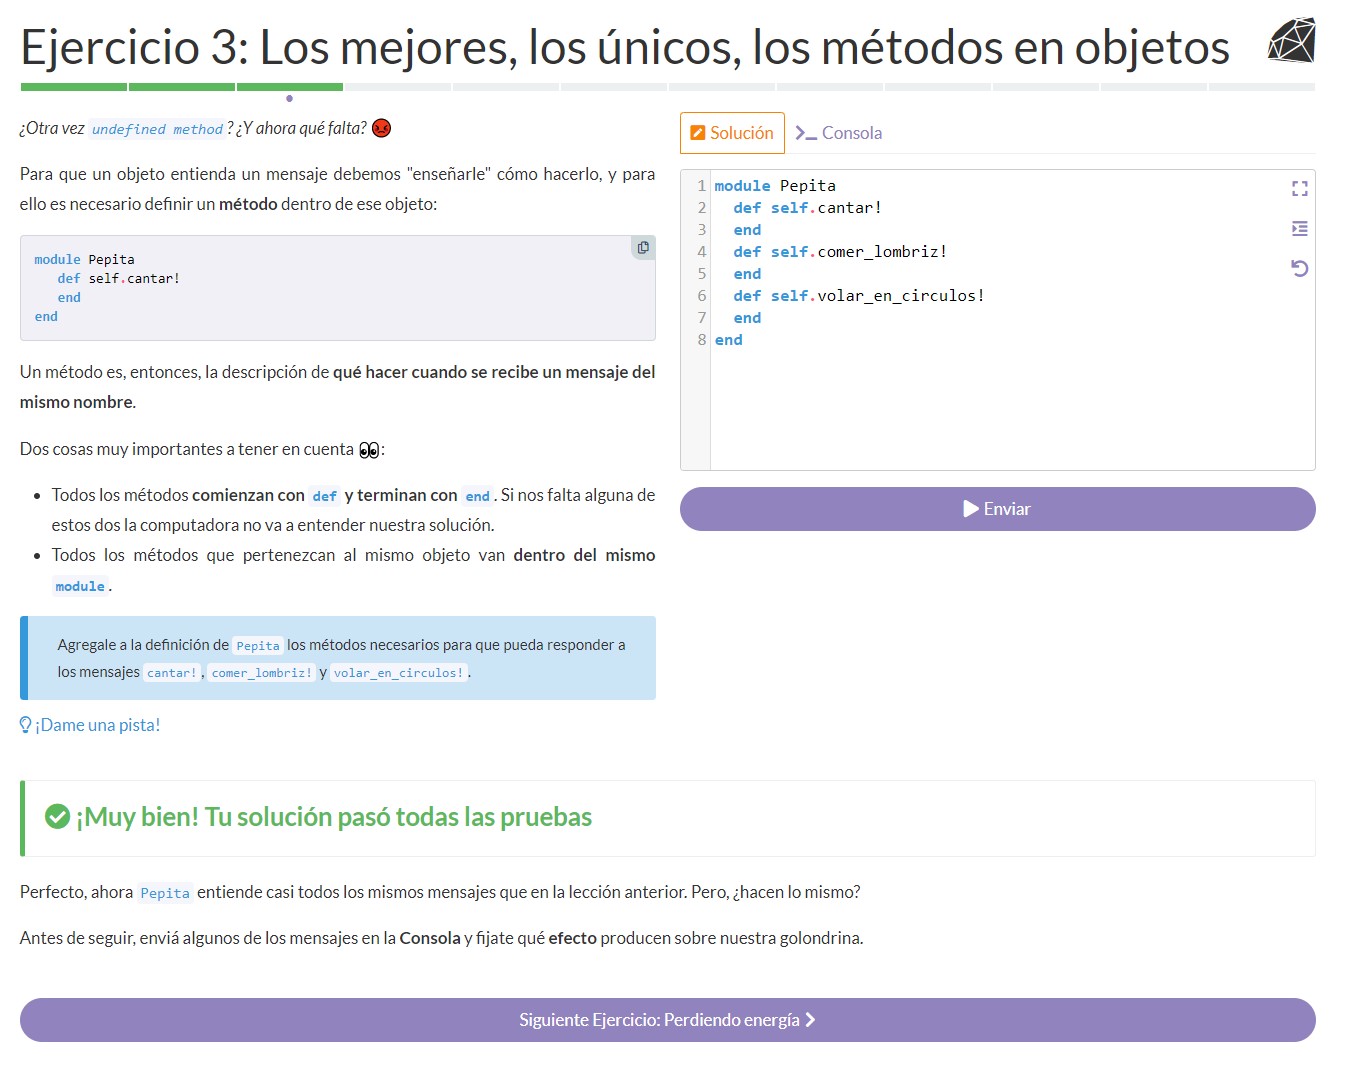 Ejercicio 3: Los mejores, los únicos, los métodos en objetos
¿Otra vez undefined method? ¿Y ahora qué falta?
Para que un objeto entienda un mensaje debemos "enseñarle" cómo hacerlo, y para
ello es necesario definir un método dentro de ese objeto:
module Pepita
   def self.cantar!
   end
end
Un método es, entonces, la descripción de qué hacer cuando se recibe un mensaje del
mismo nombre.
Dos cosas muy importantes a tener en cuenta :
• Todos los métodos comienzan con def y terminan con end. Si nos falta alguna de
estos dos la computadora no va a entender nuestra solución.
• Todos los métodos que pertenezcan al mismo objeto van dentro del mismo
module.
Agregale a la definición de Pepita los métodos necesarios para que pueda responder a
los mensajes cantar!, comer_lombriz! y volar_en_circulos!.
¡Dame una pista!
Solución
Consola
1 module Pepita
2   def self.cantar!
3   end
4   def self.comer_lombriz!
5   end
6   def self.volar_en_circulos!
7   end
8 end
Enviar
¡Muy bien! Tu solución pasó todas las pruebas
Perfecto, ahora Pepita entiende casi todos los mismos mensajes que en la lección anterior. Pero, ¿hacen lo mismo?
Antes de seguir, enviá algunos de los mensajes en la Consola y fijate qué efecto producen sobre nuestra golondrina.
Siguiente Ejercicio: Perdiendo energía